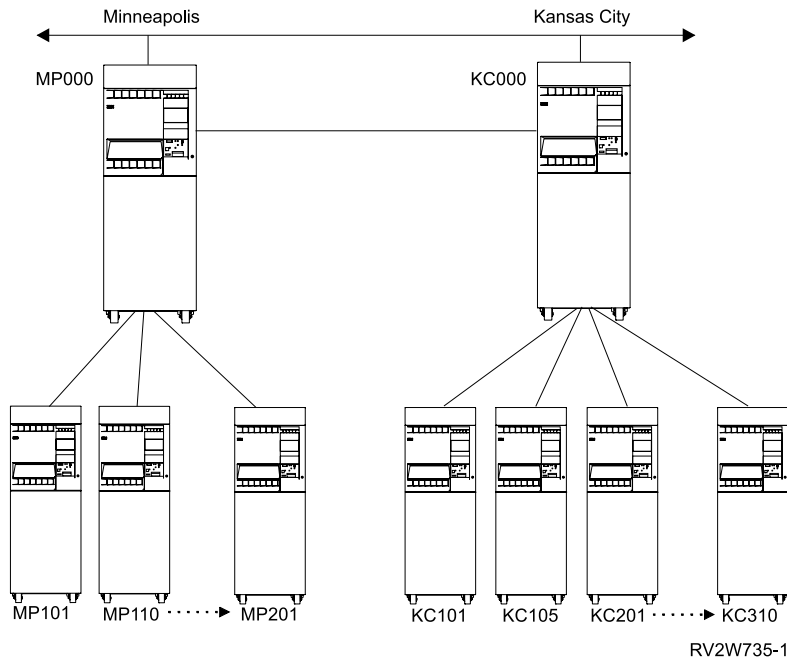 Minneapolis Kansas City
MP000 KC000
MP101 MP110 MP201 KC101 KC105 KC201 KC310
RV2W735-1